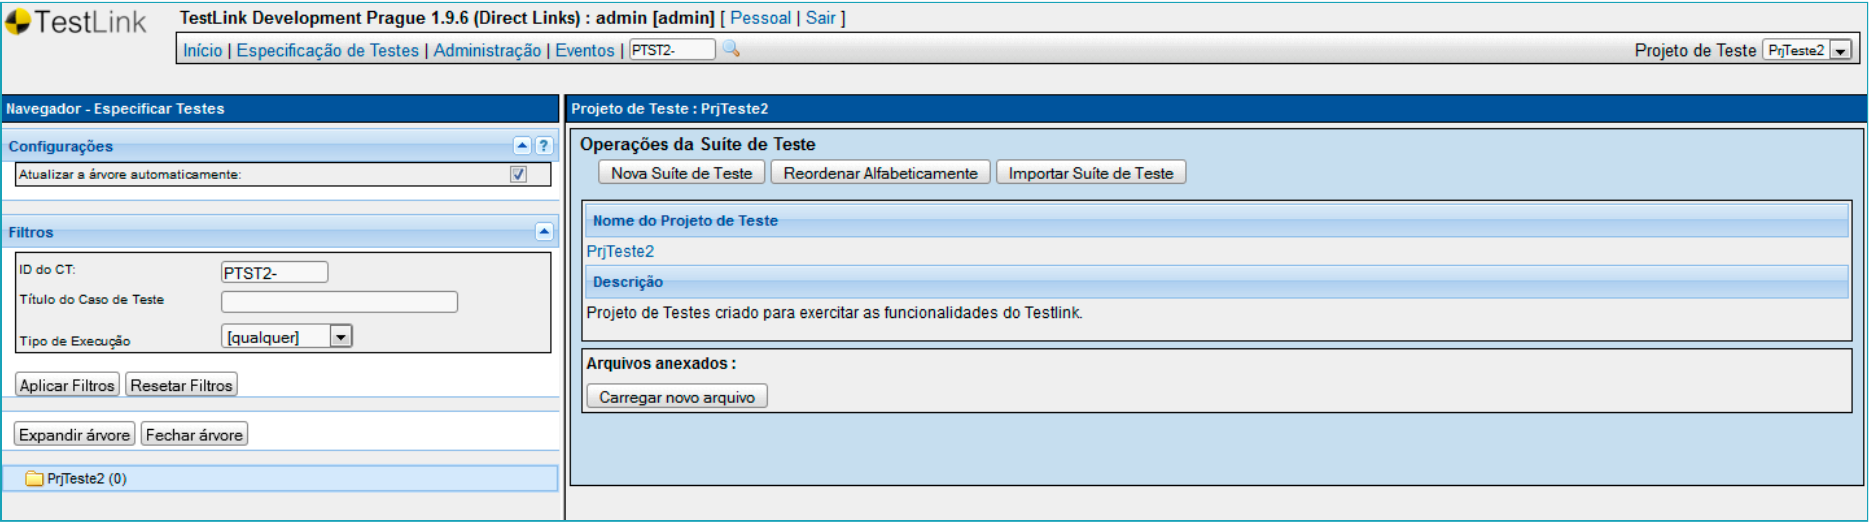 TestLink
TestLink Development Prague 1.9.6 (Direct Links) : admin [admin] [ Pessoal | Sair ]
Início | Especificação de Testes | Administração | Eventos | PTST2-
Projeto de Teste PrjTeste2
Navegador - Especificar Testes
Configurações ?
Atualizar a árvore automaticamente:
Filtros
ID do CT: PTST2-
Título do Caso de Teste
Tipo de Execução [qualquer]
Aplicar Filtros Resetar Filtros
Expandir árvore Fechar árvore
PrjTeste2 (0)
Projeto de Teste : PrjTeste2
Operações da Suíte de Teste
Nova Suíte de Teste Reordenar Alfabeticamente Importar Suíte de Teste
Nome do Projeto de Teste
PrjTeste2
Descrição
Projeto de Testes criado para exercitar as funcionalidades do Testlink.
Arquivos anexados :
Carregar novo arquivo